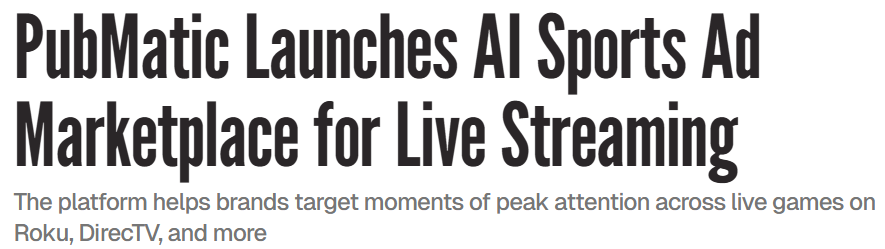 PubMatic Launches AI Sports Ad
Marketplace for Live Streaming
The platform helps brands target moments of peak attention across live games on
Roku, DirecTV, and more